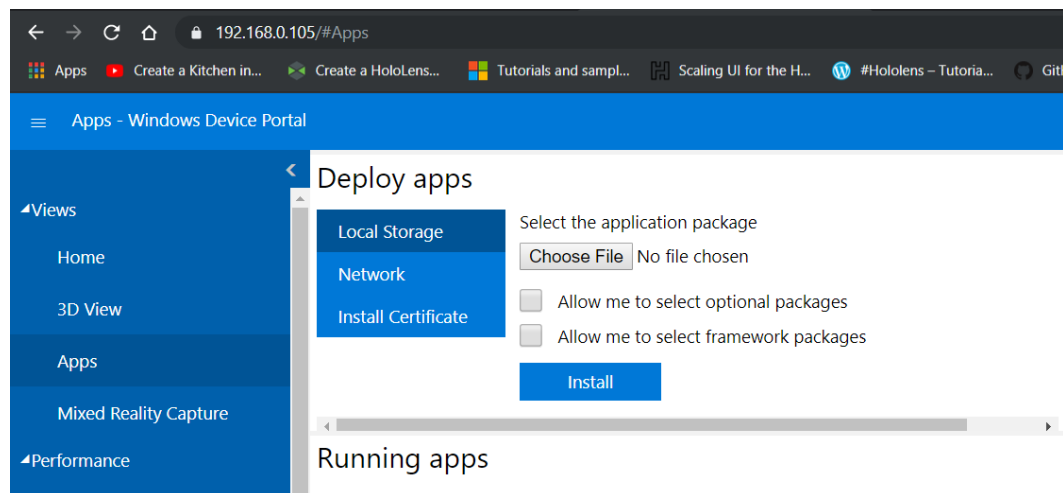 192.168.0.105/#Apps
Apps Create a Kitchen in... Create a HoloLens... Tutorials and sampl... Scaling UI for the H... #Hololens – Tutoria... Git
Apps - Windows Device Portal
Views
Home
3D View
Apps
Mixed Reality Capture
Performance
Deploy apps
Local Storage
Network
Install Certificate
Select the application package
Choose File No file chosen
Allow me to select optional packages
Allow me to select framework packages
Install
Running apps